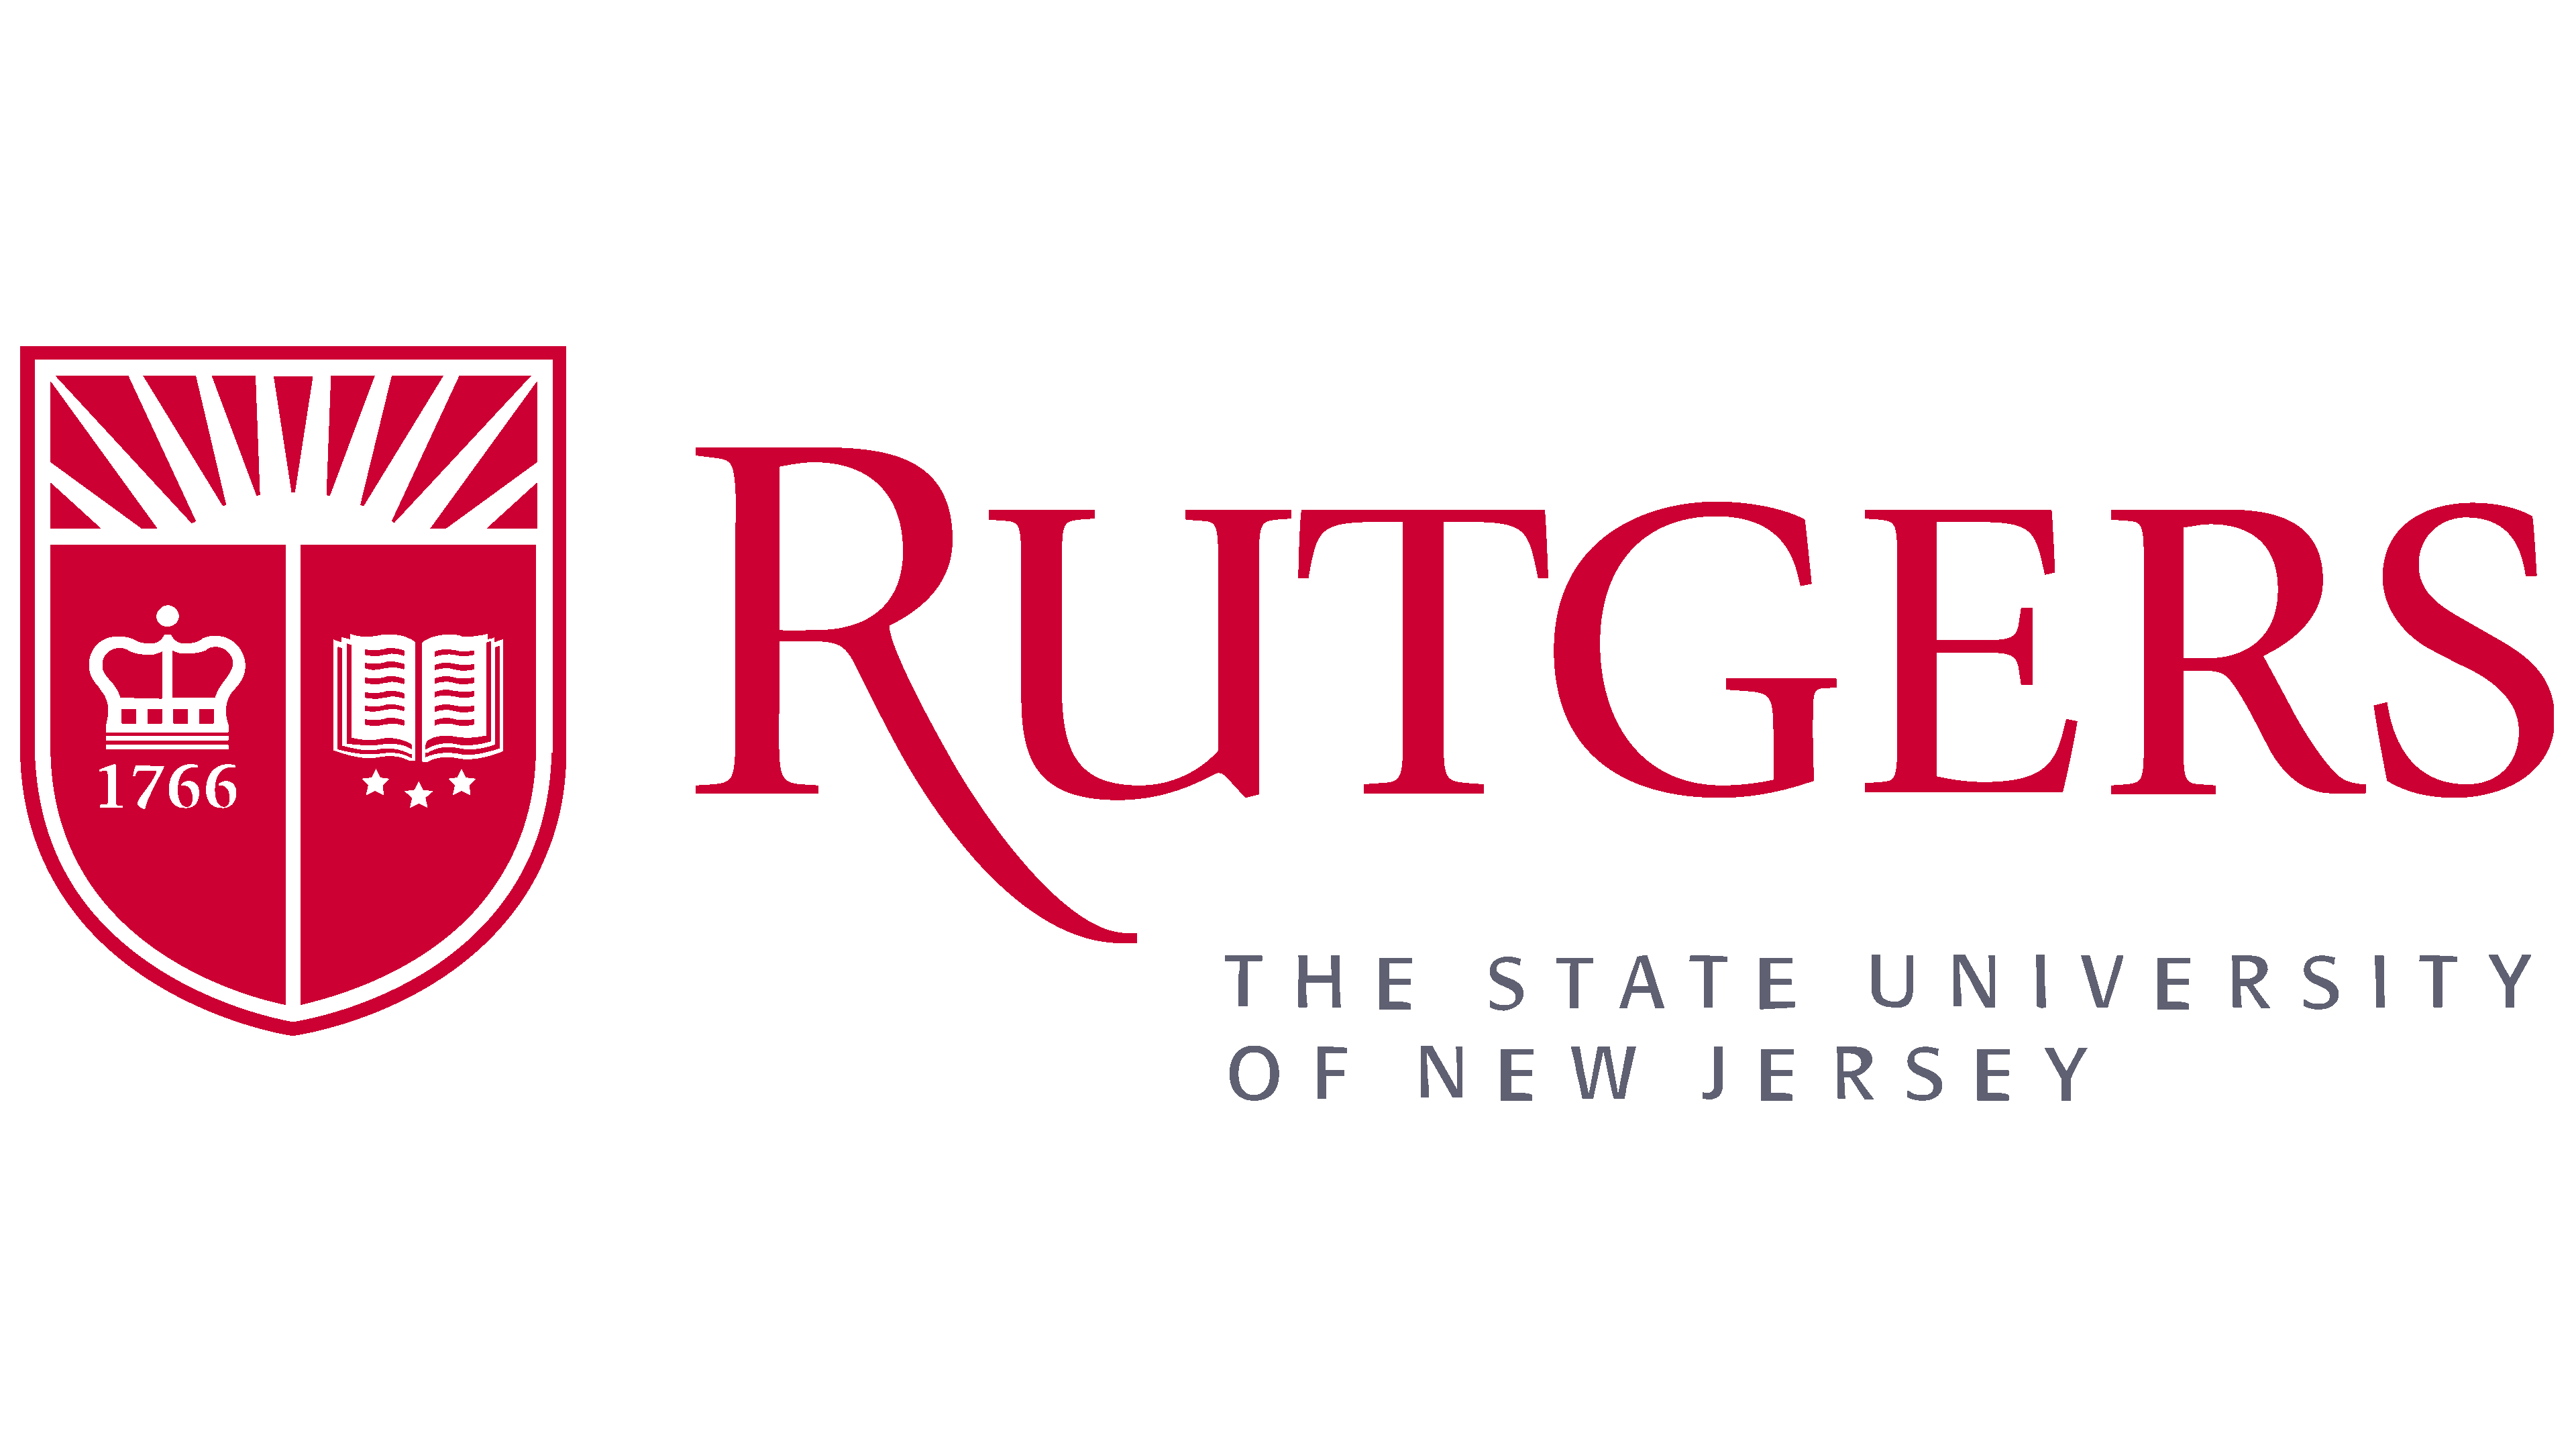 1766
RUTGERS
THE STATE UNIVERSITY
OF NEW JERSEY